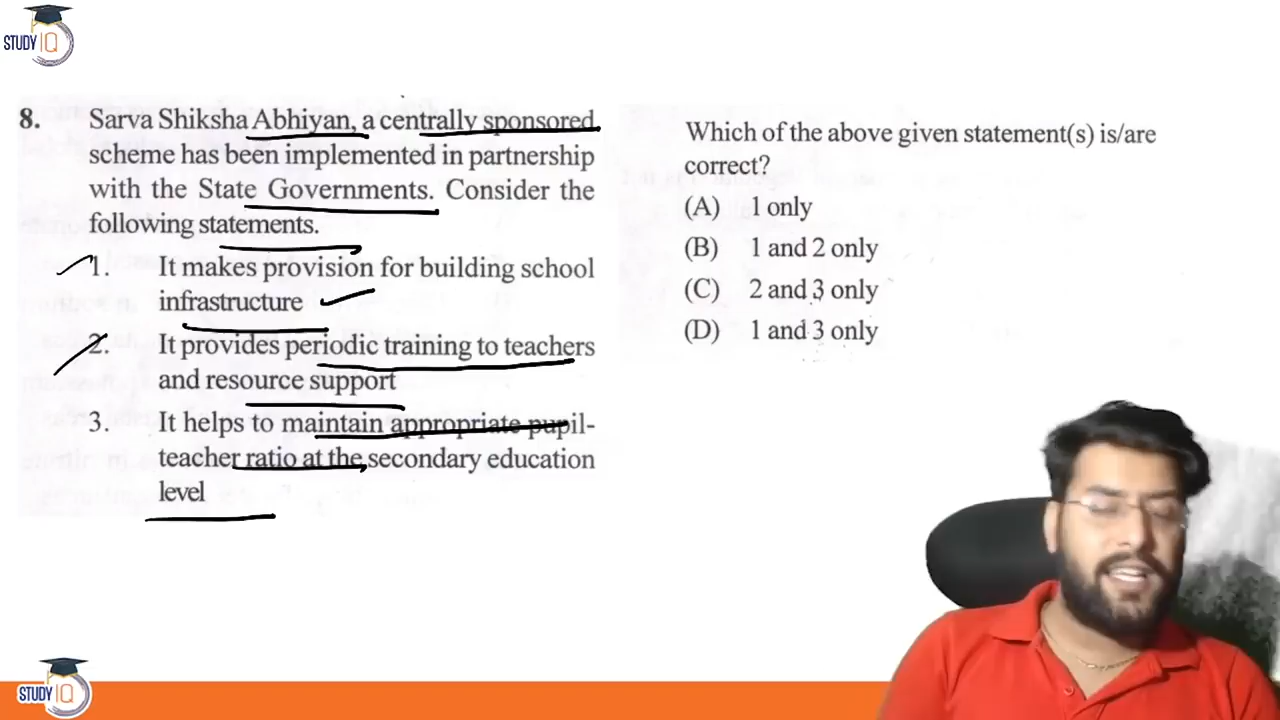 STUDY IQ
8. Sarva Shiksha Abhiyan, a centrally sponsored
scheme has been implemented in partnership
with the State Governments. Consider the
following statements.
1. It makes provision for building school
infrastructure
2. It provides periodic training to teachers
and resource support
3. It helps to maintain appropriate pupil-
teacher ratio at the secondary education
level
Which of the above given statement(s) is/are
correct?
(A) 1 only
(B) 1 and 2 only
(C) 2 and 3 only
(D) 1 and 3 only
STUDY IQ